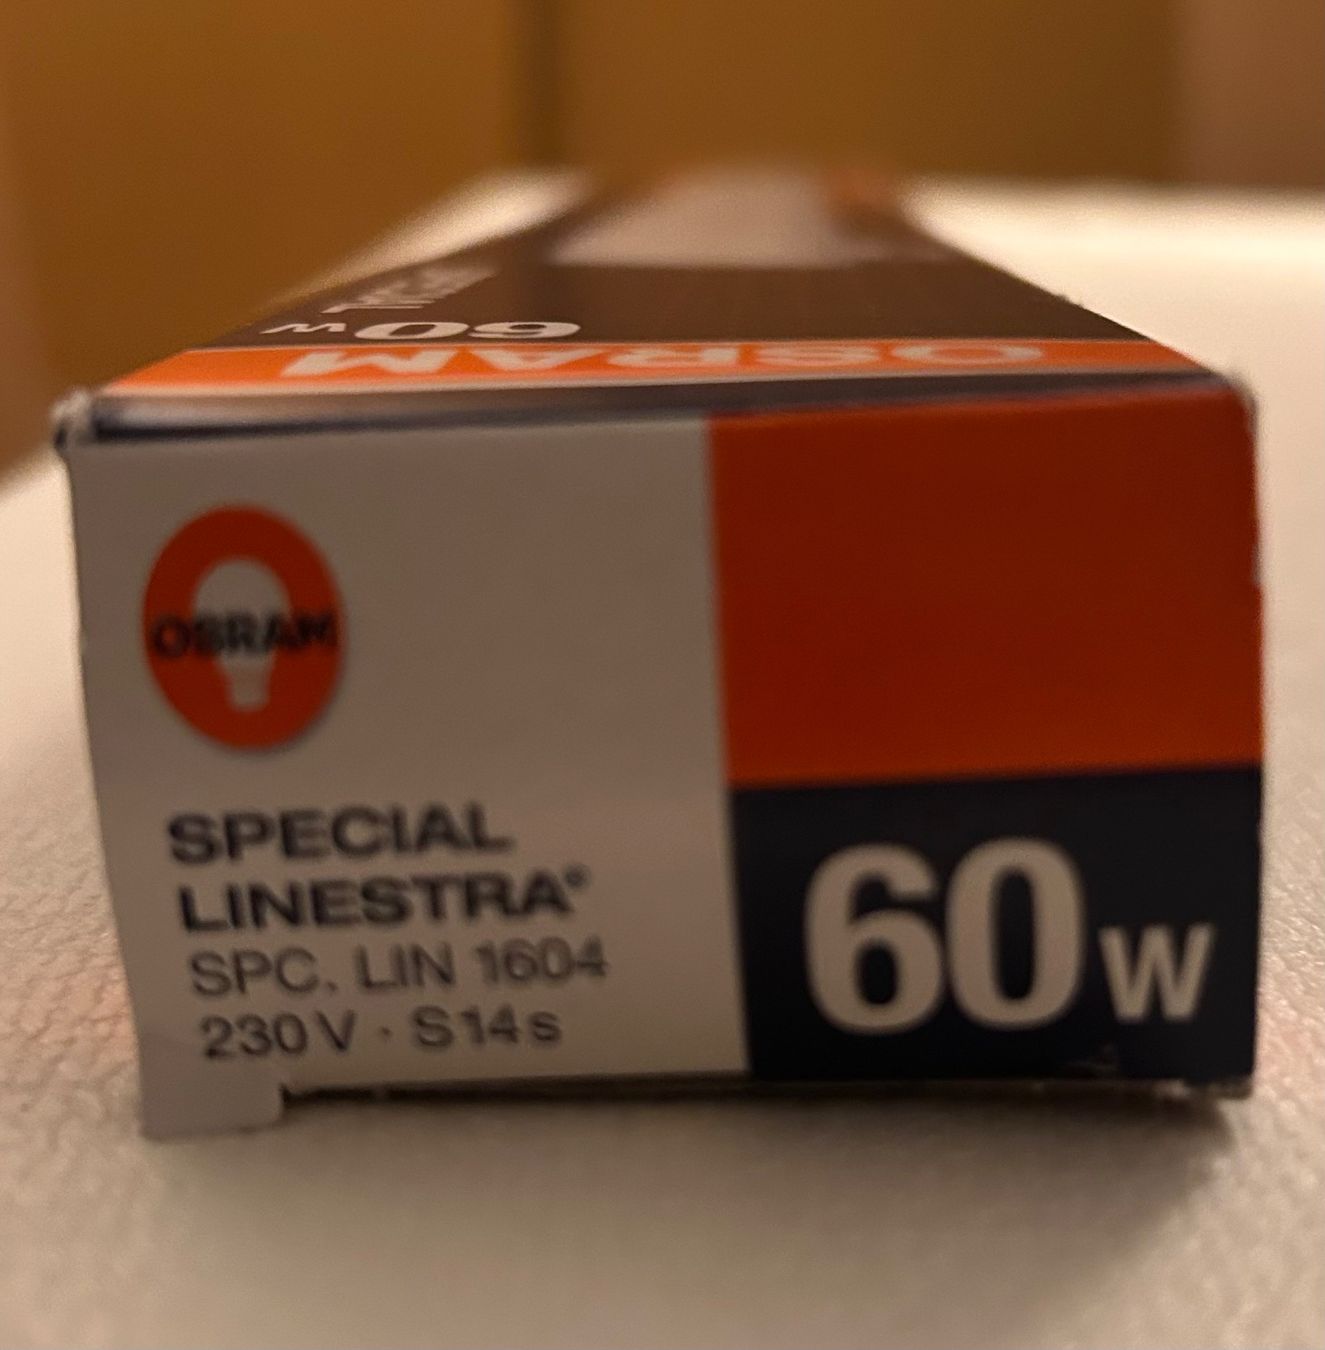 60W
OSRAM
OSRAM
SPECIAL
LINESTRA®
SPC. LIN 1604
230V · S14s
60W